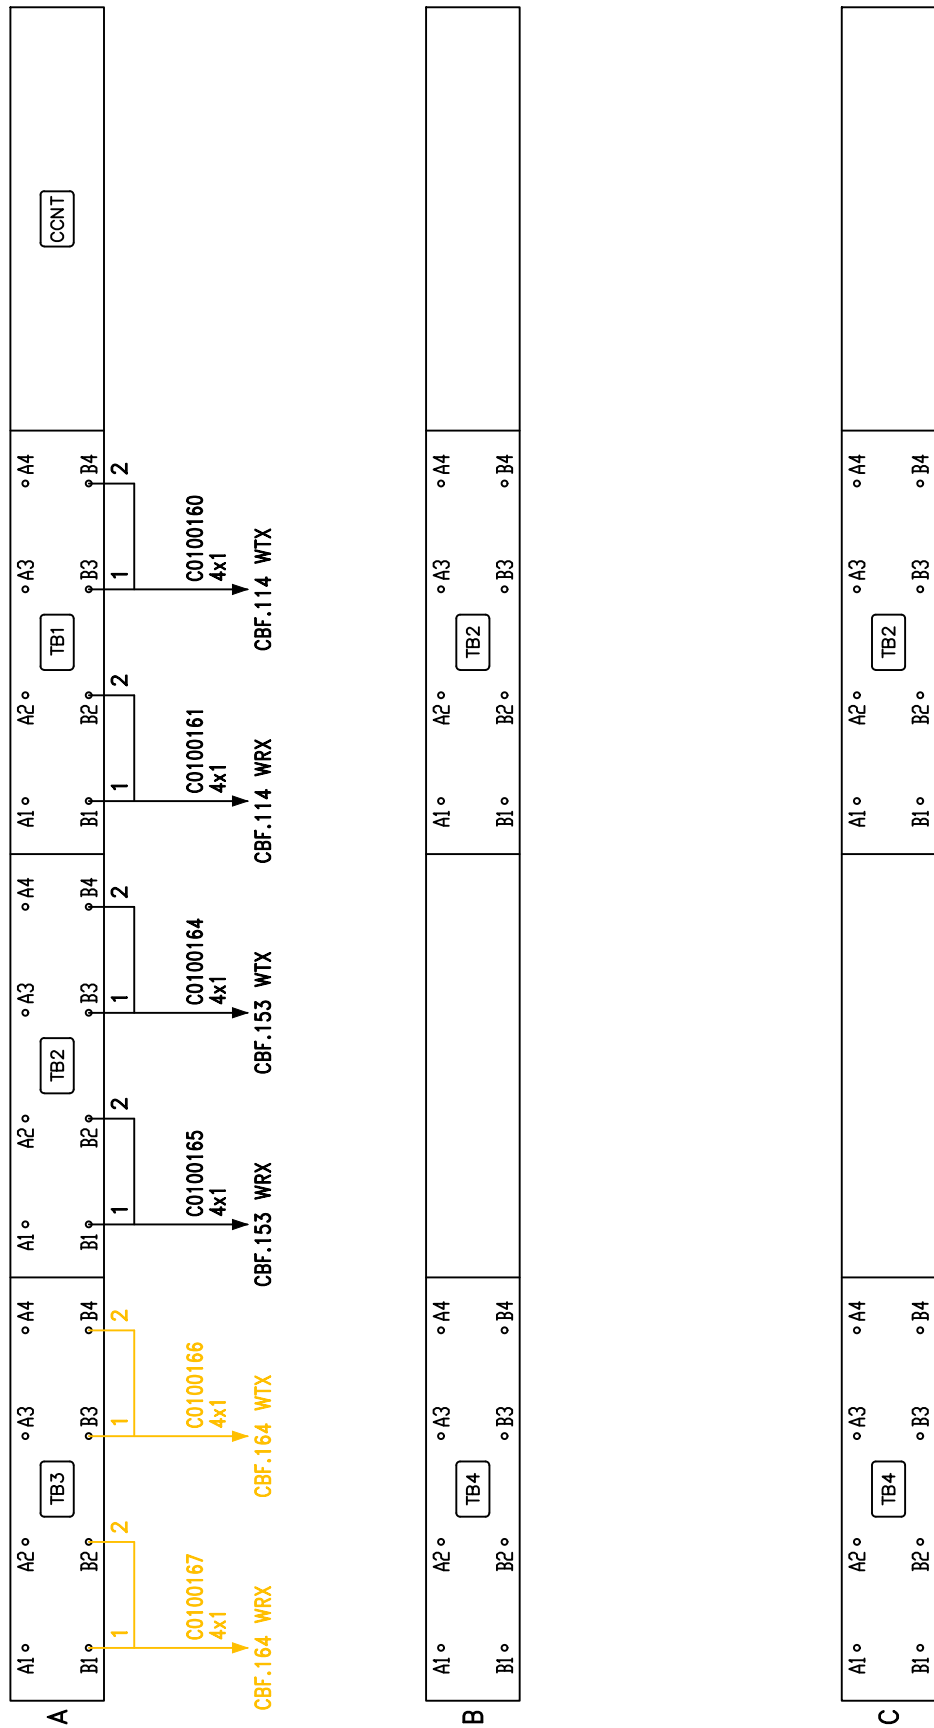 A
A1
A2
TB3
A3
A4
B1
B2
B3
B4
1
2
1
2
C0100167
4x1
CBF.164 WRX
C0100166
4x1
CBF.164 WTX
A1
A2
TB2
A3
A4
B1
B2
B3
B4
1
2
1
2
C0100165
4x1
CBF.153 WRX
C0100164
4x1
CBF.153 WTX
A1
A2
TB1
A3
A4
B1
B2
B3
B4
1
2
1
2
C0100161
4x1
CBF.114 WRX
C0100160
4x1
CBF.114 WTX
CCNT
B
A1
A2
TB4
A3
A4
B1
B2
B3
B4
A1
A2
TB2
A3
A4
B1
B2
B3
B4
C
A1
A2
TB4
A3
A4
B1
B2
B3
B4
A1
A2
TB2
A3
A4
B1
B2
B3
B4